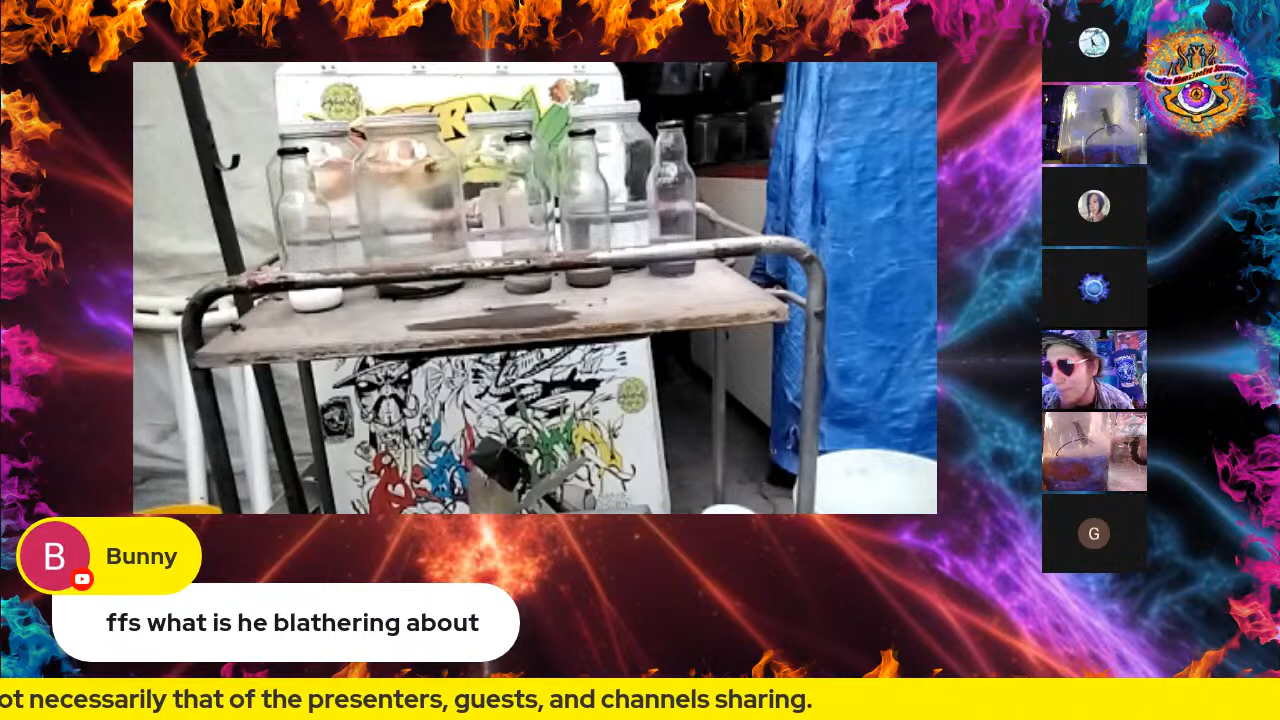 B
Bunny
ffs what is he blathering about
G
ot necessarily that of the presenters, guests, and channels sharing.